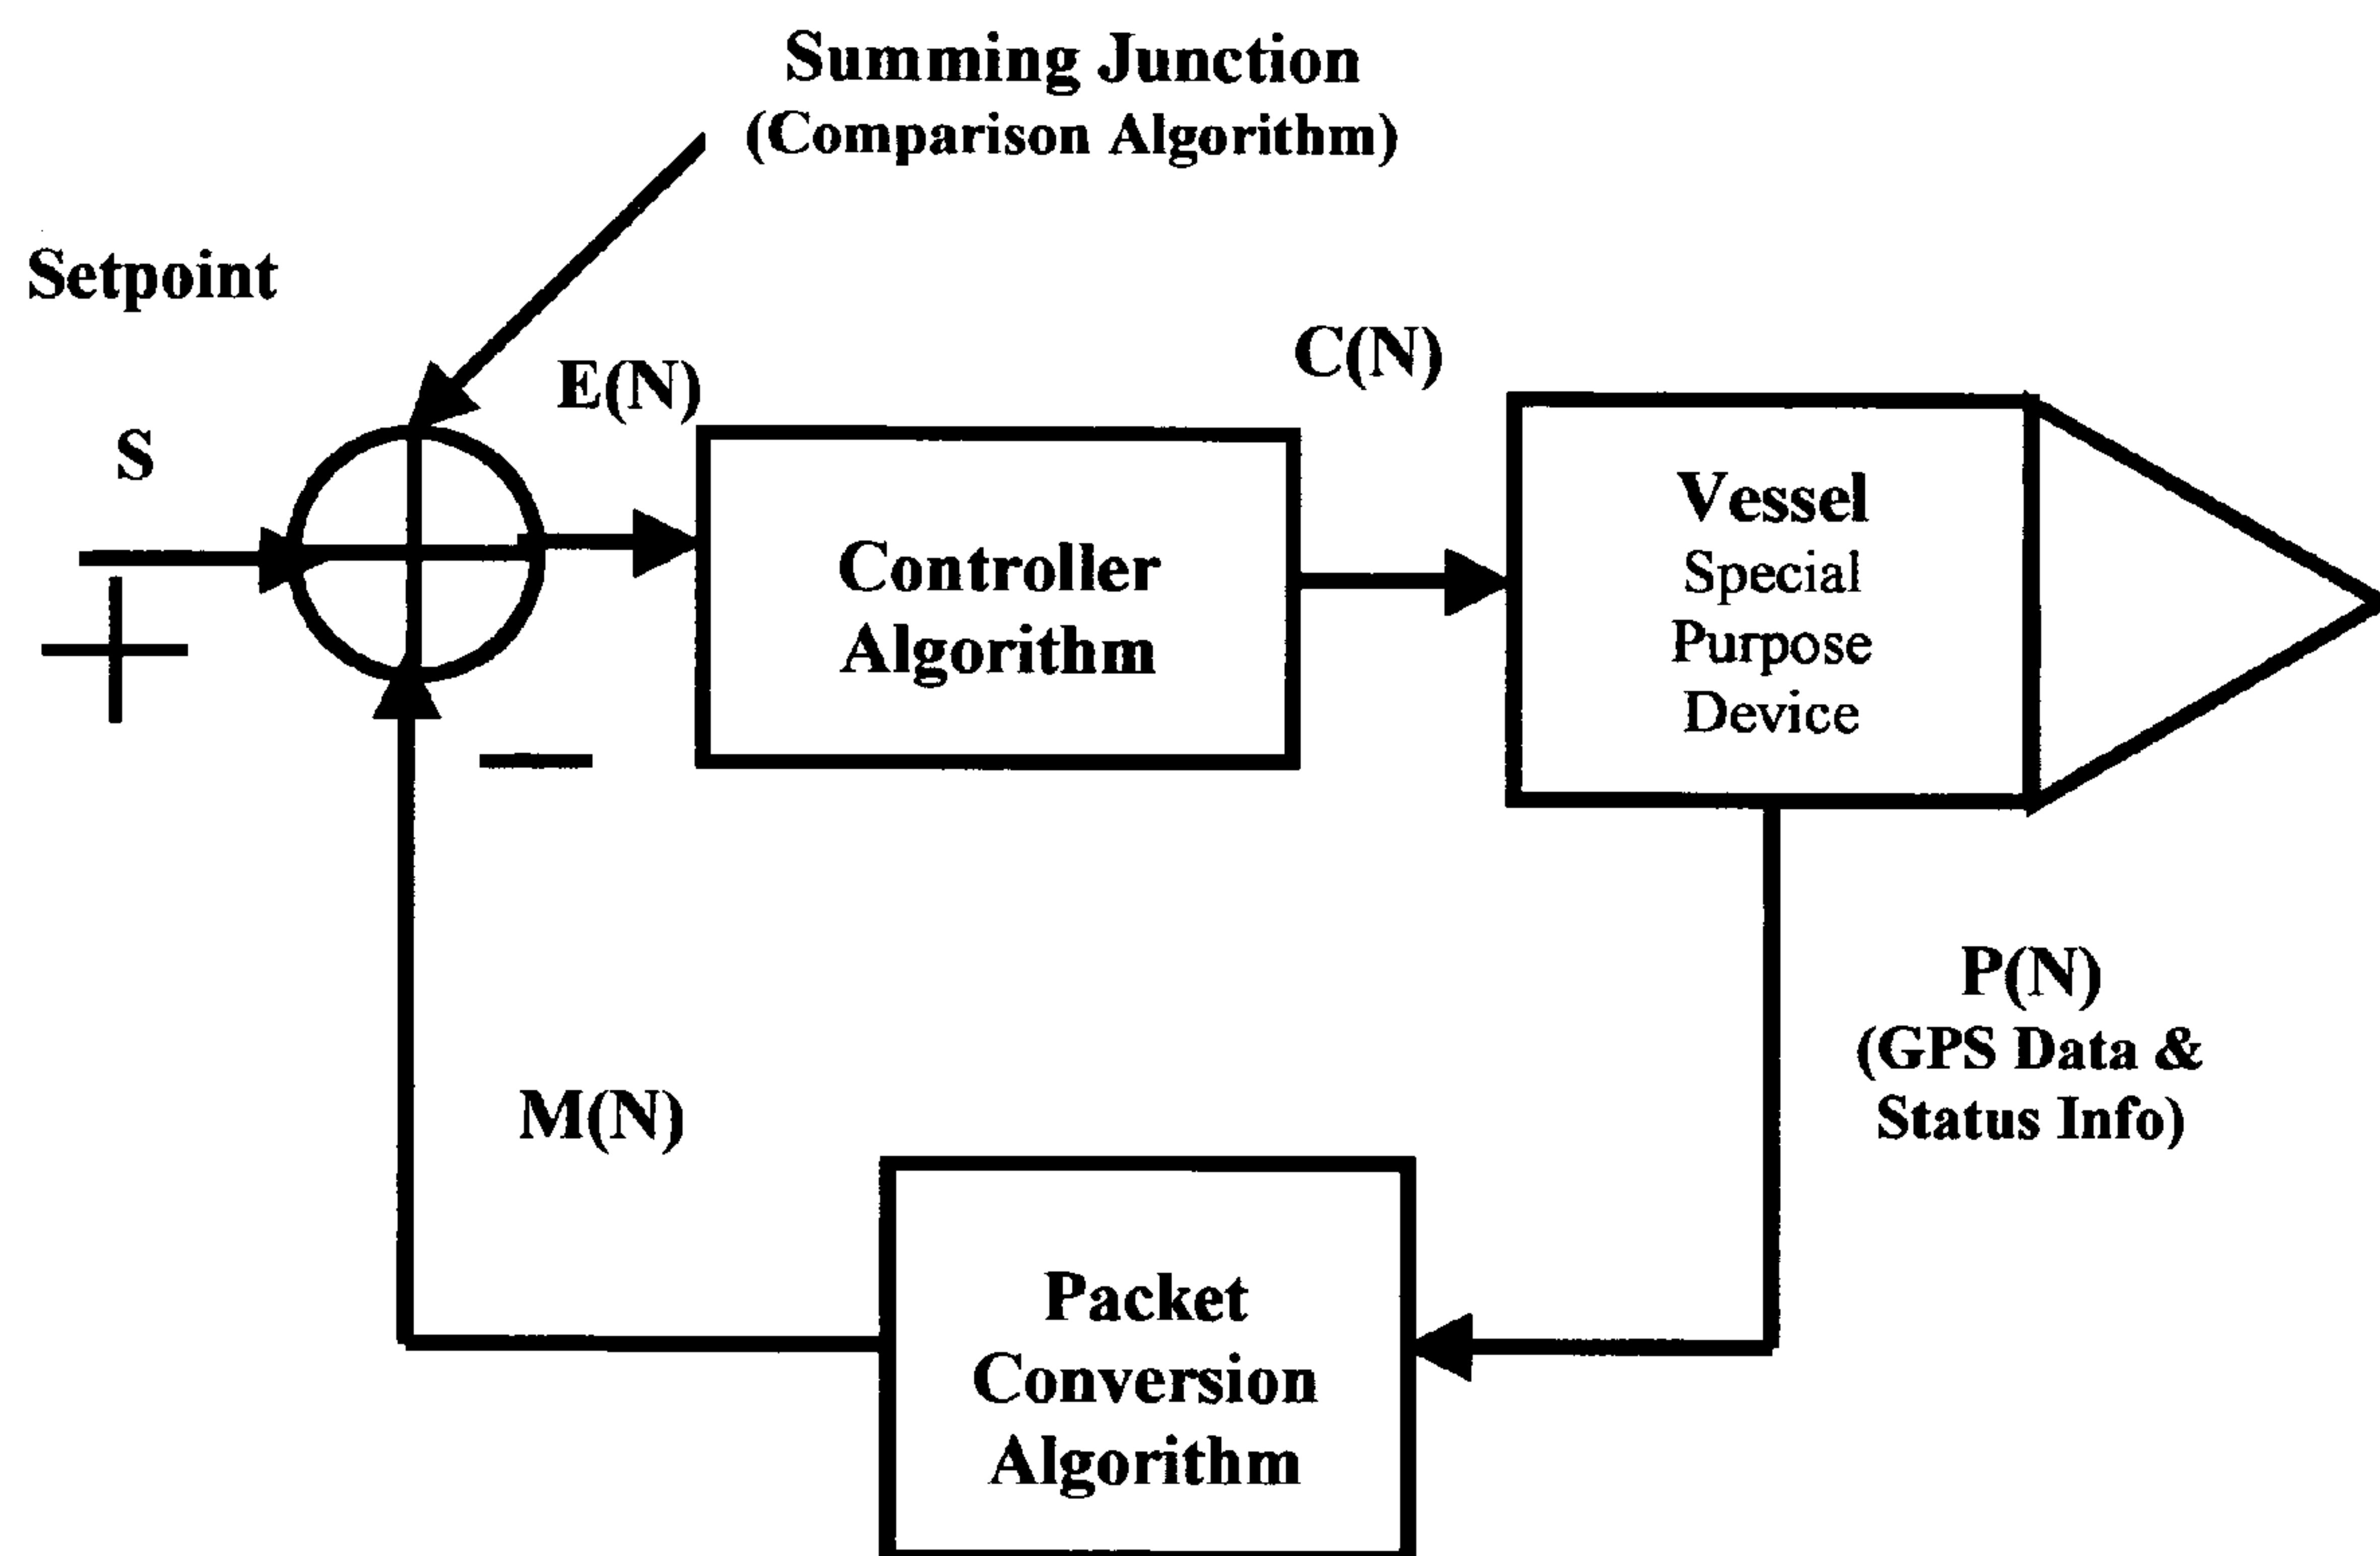 Summing Junction
(Comparison Algorithm)
Setpoint
S
E(N)
C(N)
+
−
Controller
Algorithm
Vessel
Special
Purpose
Device
P(N)
(GPS Data &
Status Info)
M(N)
Packet
Conversion
Algorithm